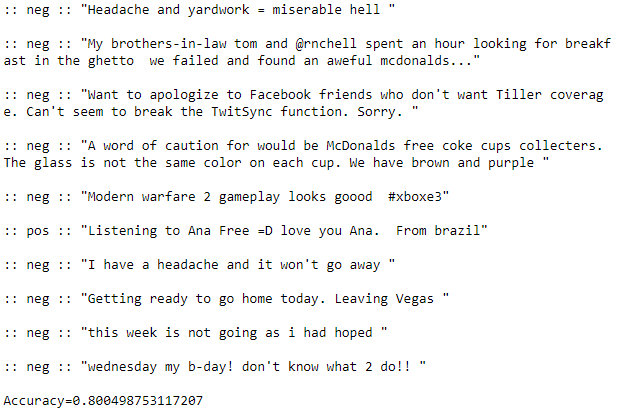 :: neg :: "Headache and yardwork = miserable hell "
:: neg :: "My brothers-in-law tom and @rnchell spent an hour looking for breakf
ast in the ghetto  we failed and found an aweful mcdonalds..."
:: neg :: "Want to apologize to Facebook friends who don't want Tiller coverag
e. Can't seem to break the TwitSync function. Sorry. "
:: neg :: "A word of caution for would be McDonalds free coke cups collecters.
The glass is not the same color on each cup. We have brown and purple "
:: neg :: "Modern warfare 2 gameplay looks goood  #xboxe3"
:: pos :: "Listening to Ana Free =D love you Ana.  From brazil"
:: neg :: "I have a headache and it won't go away "
:: neg :: "Getting ready to go home today. Leaving Vegas "
:: neg :: "this week is not going as i had hoped "
:: neg :: "wednesday my b-day! don't know what 2 do!! "
Accuracy=0.800498753117207